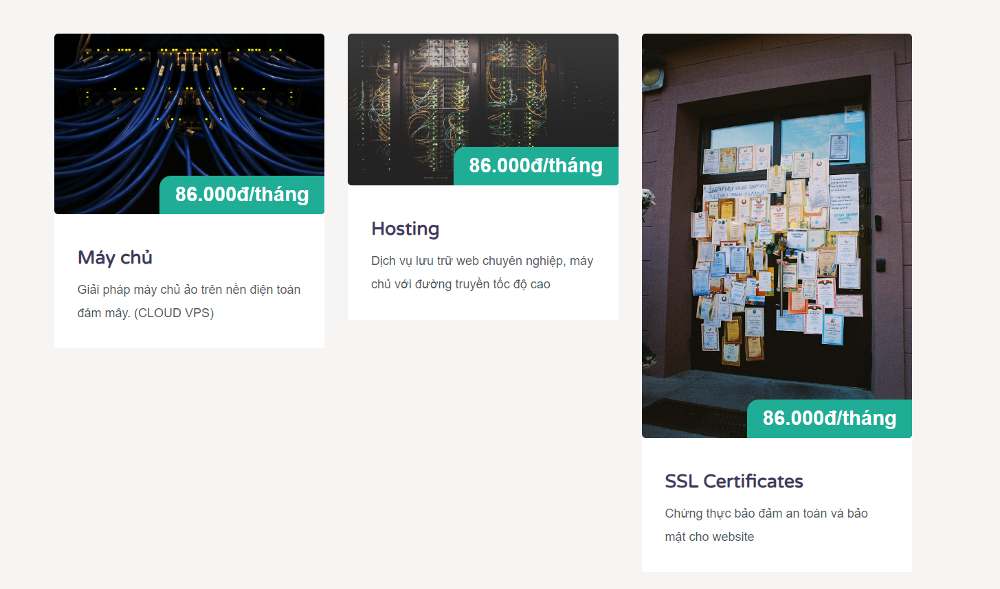 86.000đ/tháng
Máy chủ
Giải pháp máy chủ ảo trên nền điện toán
đám mây. (CLOUD VPS)
86.000đ/tháng
Hosting
Dịch vụ lưu trữ web chuyên nghiệp, máy
chủ với đường truyền tốc độ cao
86.000đ/tháng
SSL Certificates
Chứng thực bảo đảm an toàn và bảo
mật cho website